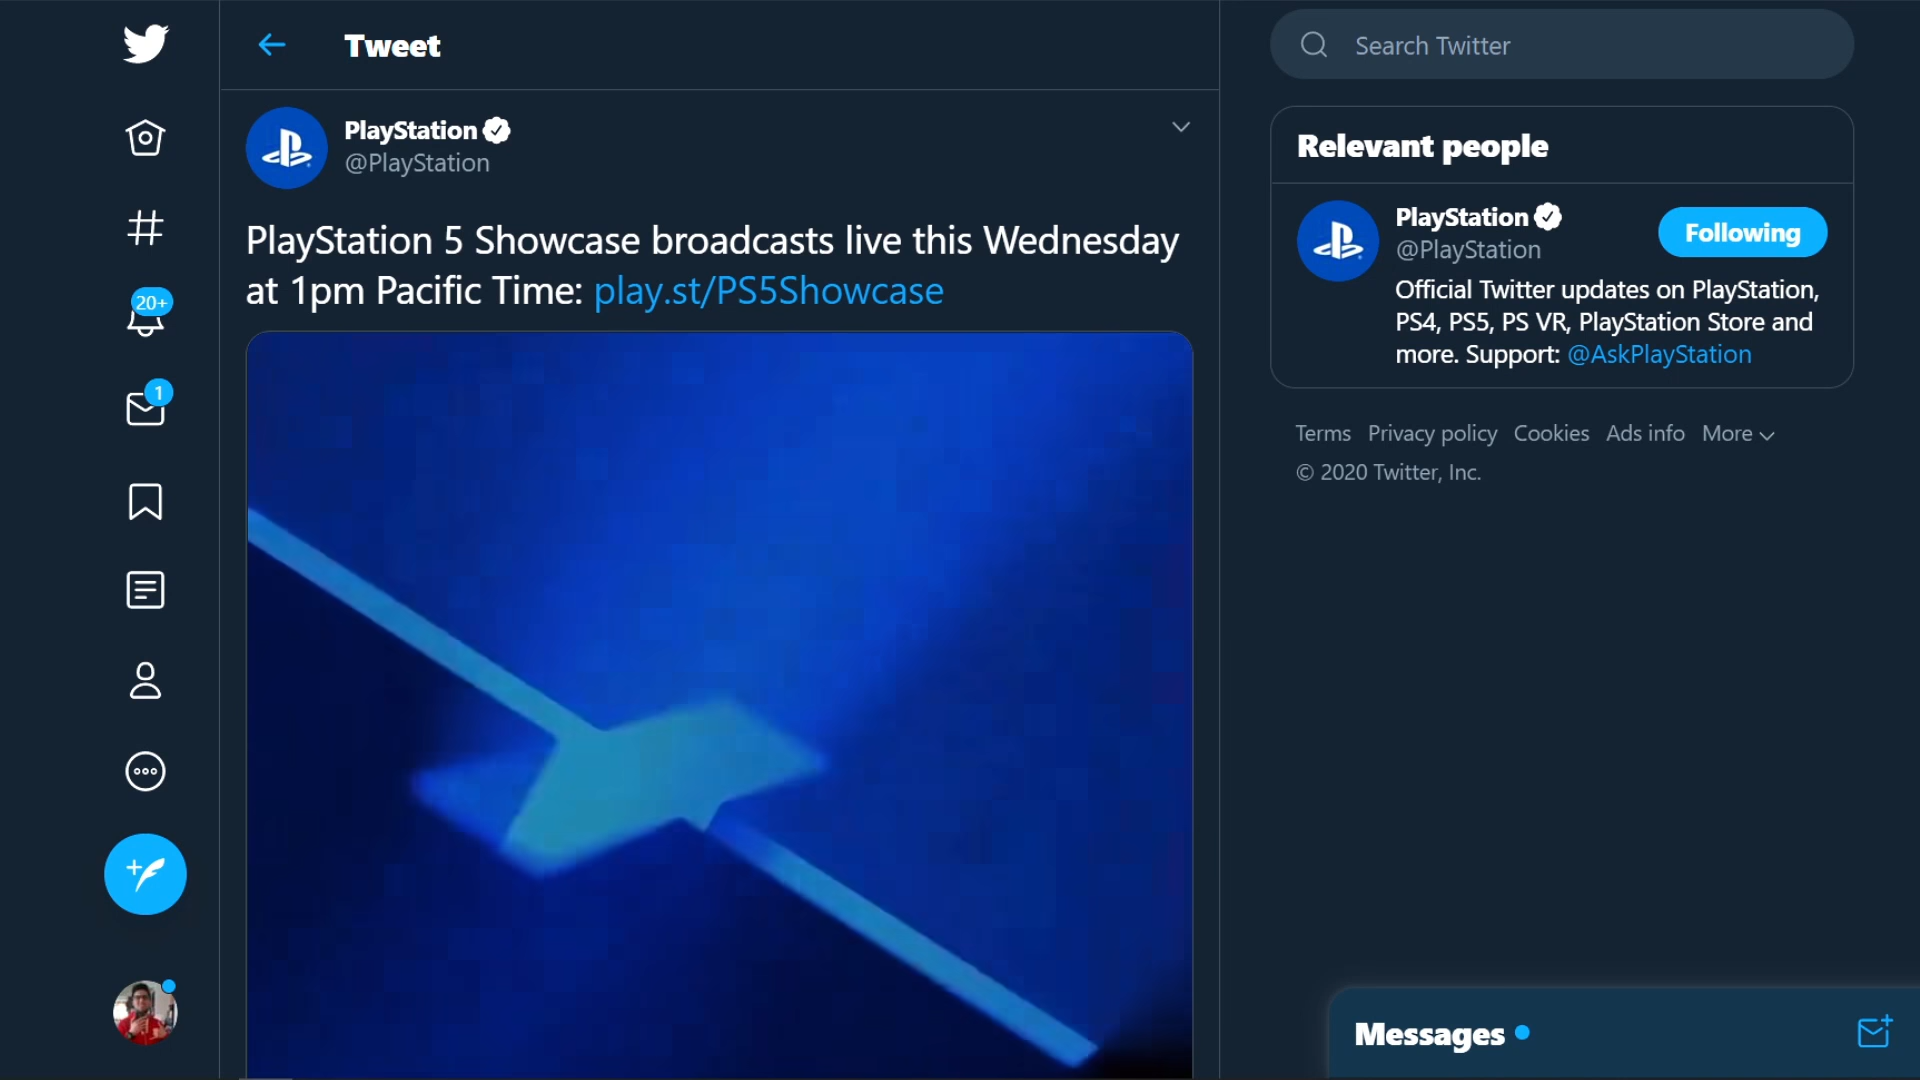 Tweet
PlayStation
@PlayStation
PlayStation 5 Showcase broadcasts live this Wednesday
at 1pm Pacific Time: play.st/PS5Showcase
20+
1
Search Twitter
Relevant people
PlayStation
@PlayStation
Following
Official Twitter updates on PlayStation,
PS4, PS5, PS VR, PlayStation Store and
more. Support: @AskPlayStation
Terms Privacy policy Cookies Ads info More
© 2020 Twitter, Inc.
Messages